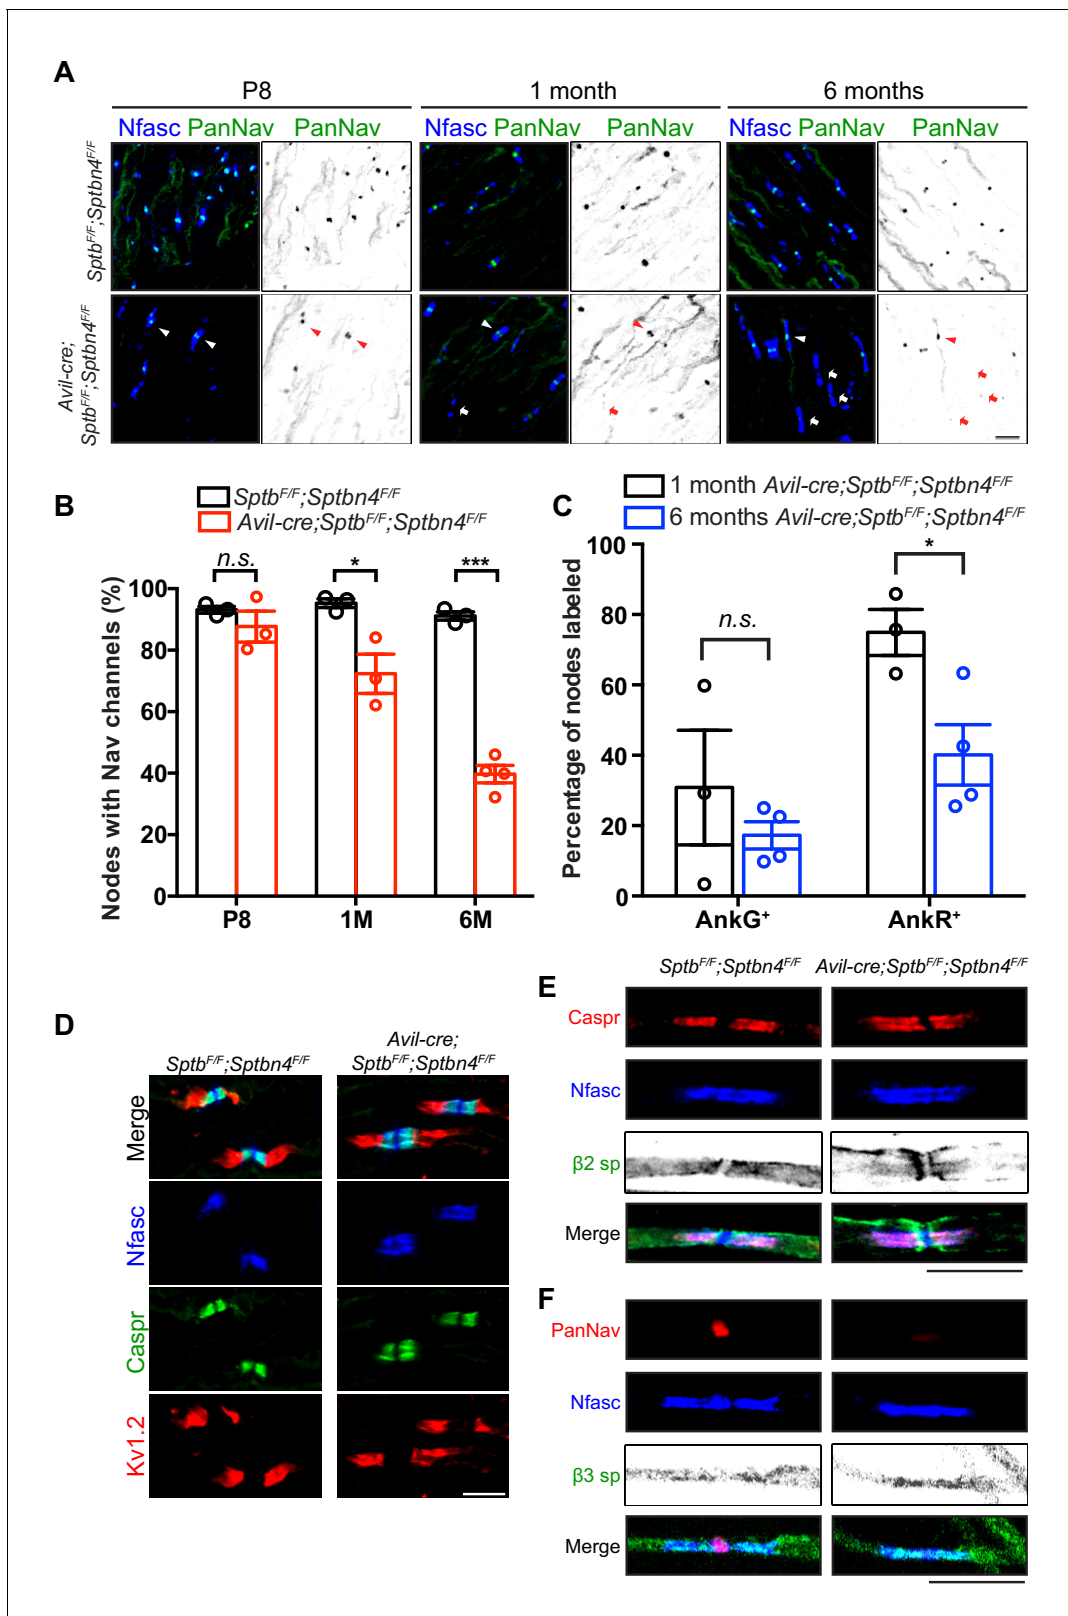 A
P8
1 month
6 months
Nfasc PanNav
PanNav
Nfasc PanNav
PanNav
Nfasc PanNav
PanNav
Sptb^F/F;Sptbn4^F/F
Avil-cre;
Sptb^F/F;Sptbn4^F/F
B
Sptb^F/F;Sptbn4^F/F
Avil-cre;Sptb^F/F;Sptbn4^F/F
Nodes with Nav channels (%)
100
80
60
40
20
0
n.s.
*
***
P8
1M
6M
C
1 month Avil-cre;Sptb^F/F;Sptbn4^F/F
6 months Avil-cre;Sptb^F/F;Sptbn4^F/F
Percentage of nodes labeled
100
80
60
40
20
0
n.s.
*
AnkG⁺
AnkR⁺
D
Sptb^F/F;Sptbn4^F/F
Avil-cre;
Sptb^F/F;Sptbn4^F/F
Merge
Nfasc
Caspr
Kv1.2
E
Sptb^F/F;Sptbn4^F/F
Avil-cre;Sptb^F/F;Sptbn4^F/F
Caspr
Nfasc
β2 sp
Merge
F
PanNav
Nfasc
β3 sp
Merge